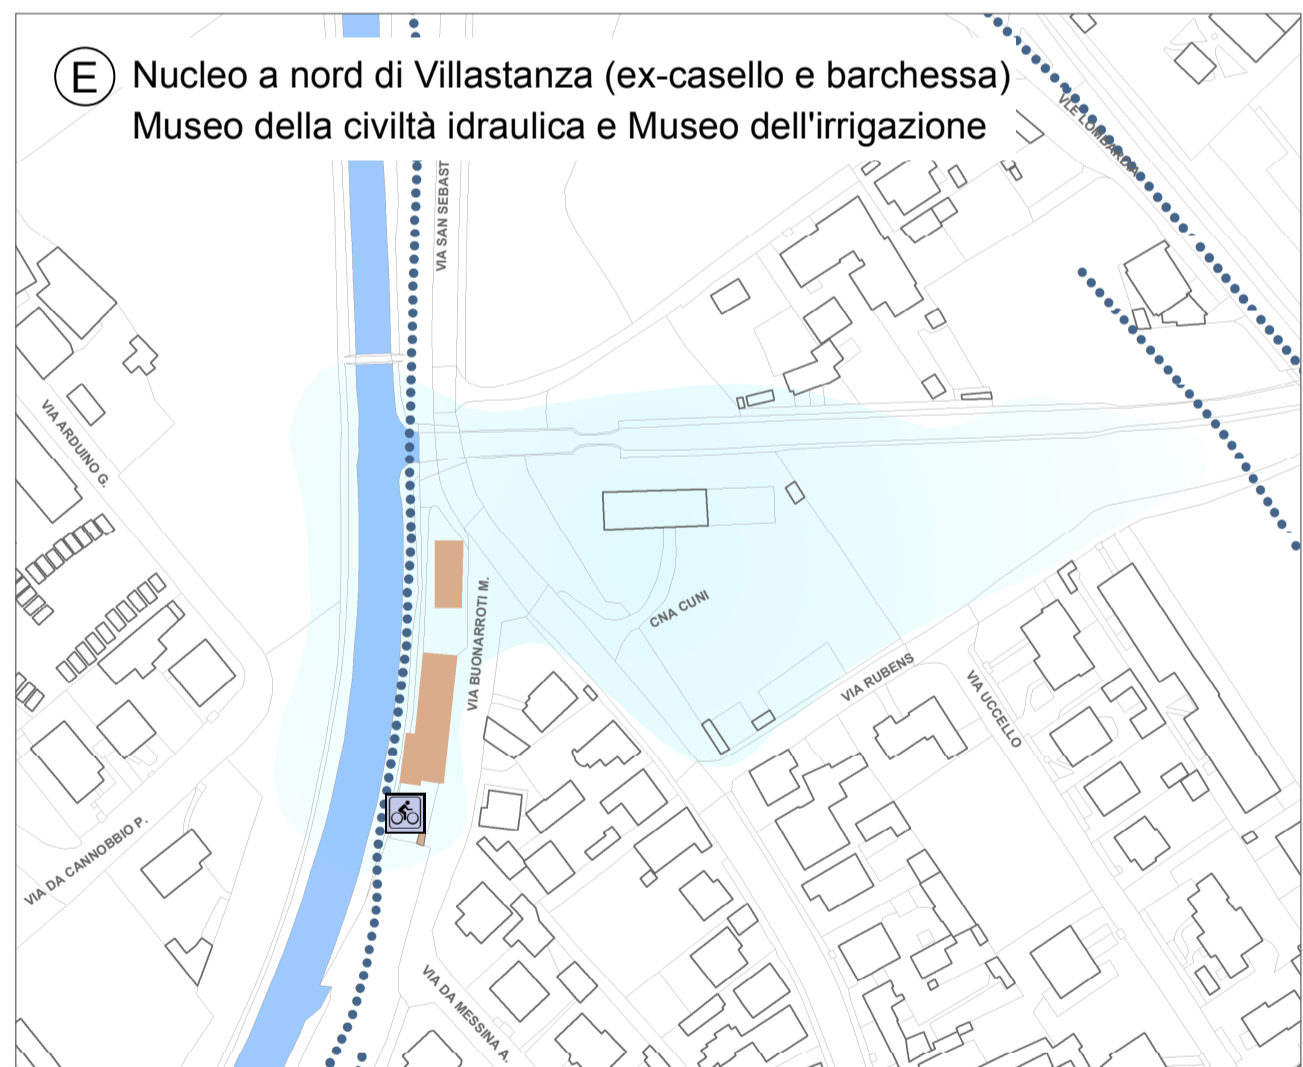 E Nucleo a nord di Villastanza (ex-casello e barchessa)
Museo della civiltà idraulica e Museo dell'irrigazione
VIA SAN SEBAST
VLE LOMBARDIA
VIA ARDUINO G.
CNA CUNI
VIA BUONARROTI M.
VIA RUBENS
VIA UCCELLO
VIA DA CANNOBBIO P.
VIA DA MESSINA A.